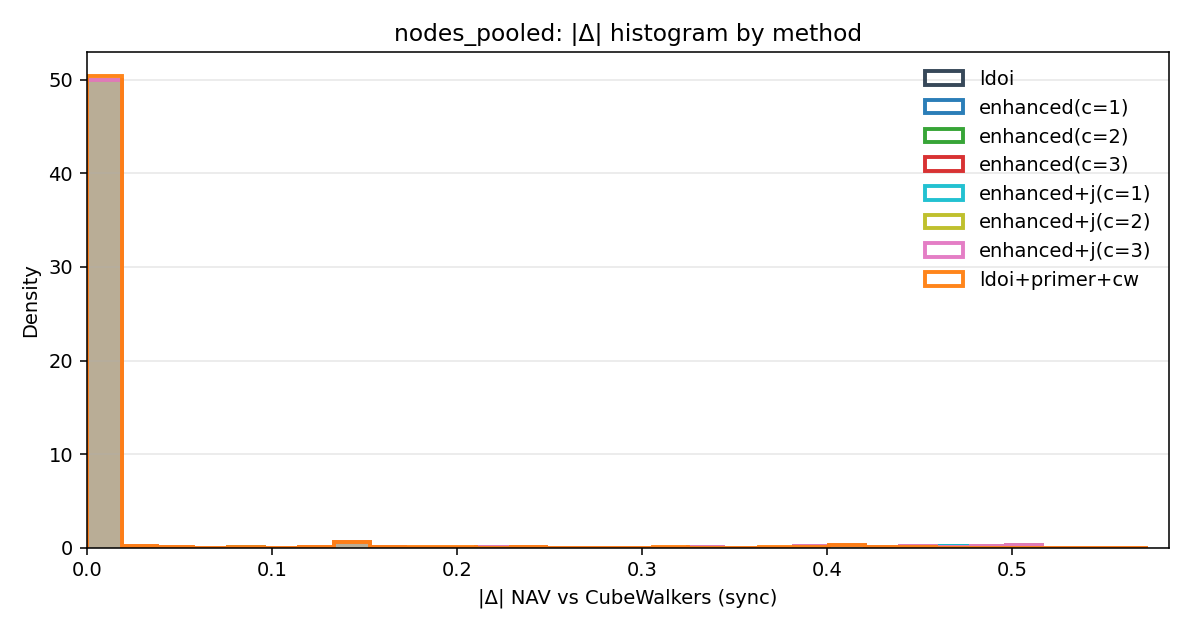 nodes_pooled: |Δ| histogram by method
Density
50
40
30
20
10
0
0.0
0.1
0.2
0.3
0.4
0.5
|Δ| NAV vs CubeWalkers (sync)
ldoi
enhanced(c=1)
enhanced(c=2)
enhanced(c=3)
enhanced+j(c=1)
enhanced+j(c=2)
enhanced+j(c=3)
ldoi+primer+cw